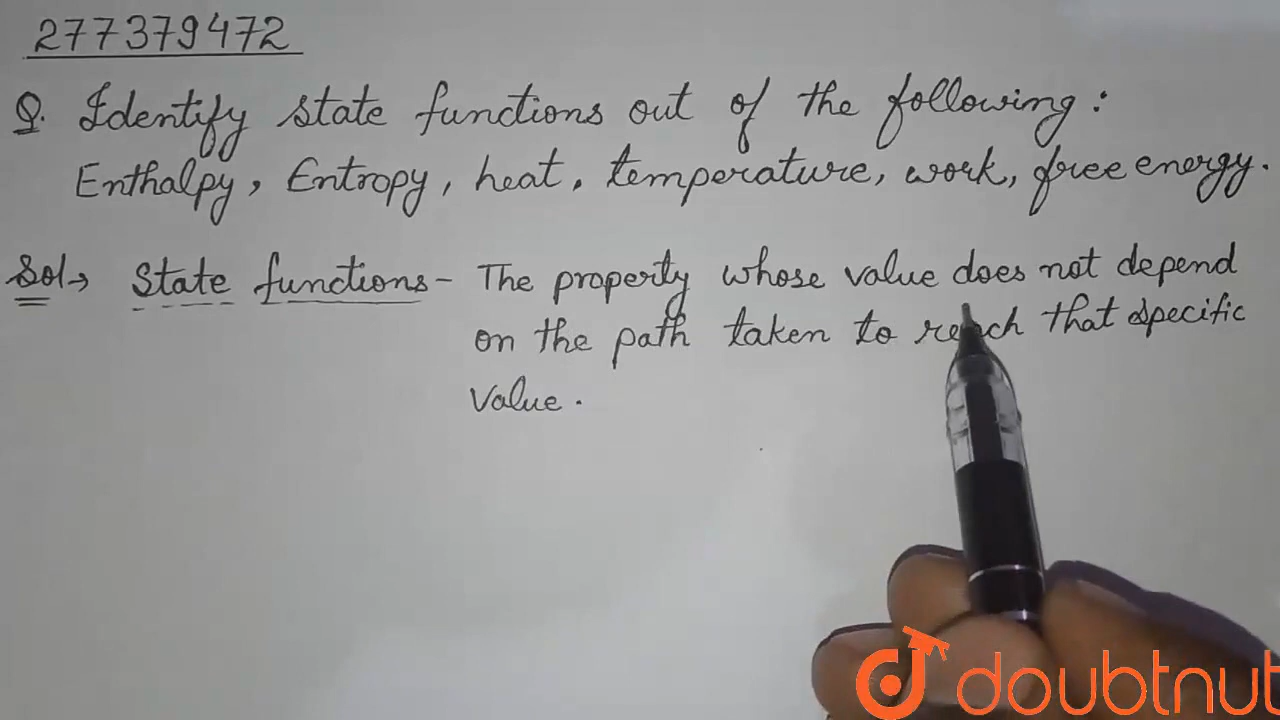 277379472
Q. Identify state functions out of the following :
Enthalpy, Entropy, heat, temperature, work, free energy.
Sol→ State functions - The property whose value does not depend
on the path taken to reach that specific
value.
doubtnut